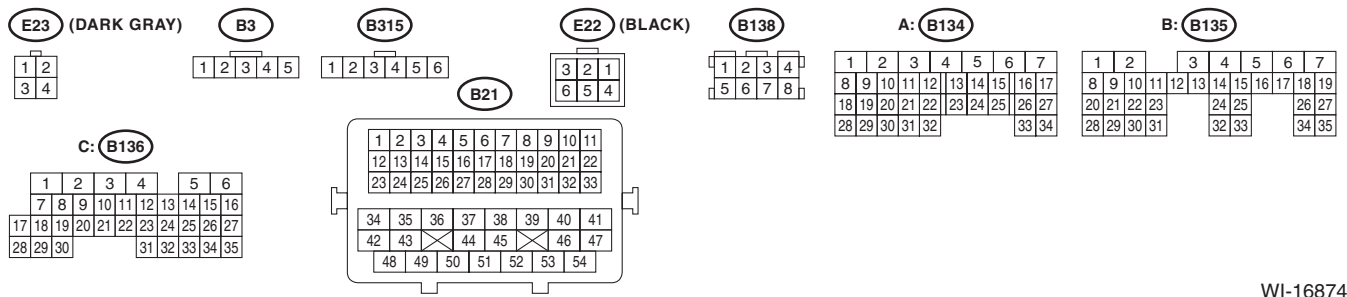 E23 (DARK GRAY)
1 2
3 4
B3
1 2 3 4 5
B315
1 2 3 4 5 6
E22 (BLACK)
3 2 1
6 5 4
B138
1 2 3 4
5 6 7 8
A: B134
1 2 3 4 5 6 7
8 9 10 11 12 13 14 15 16 17
18 19 20 21 22 23 24 25 26 27
28 29 30 31 32 33 34
B: B135
1 2 3 4 5 6 7
8 9 10 11 12 13 14 15 16 17 18 19
20 21 22 23 24 25 26 27
28 29 30 31 32 33 34 35
C: B136
1 2 3 4 5 6
7 8 9 10 11 12 13 14 15 16
17 18 19 20 21 22 23 24 25 26 27
28 29 30 31 32 33 34 35
B21
1 2 3 4 5 6 7 8 9 10 11
12 13 14 15 16 17 18 19 20 21 22
23 24 25 26 27 28 29 30 31 32 33
34 35 36 37 38 39 40 41
42 43 44 45 46 47
48 49 50 51 52 53 54
WI-16874